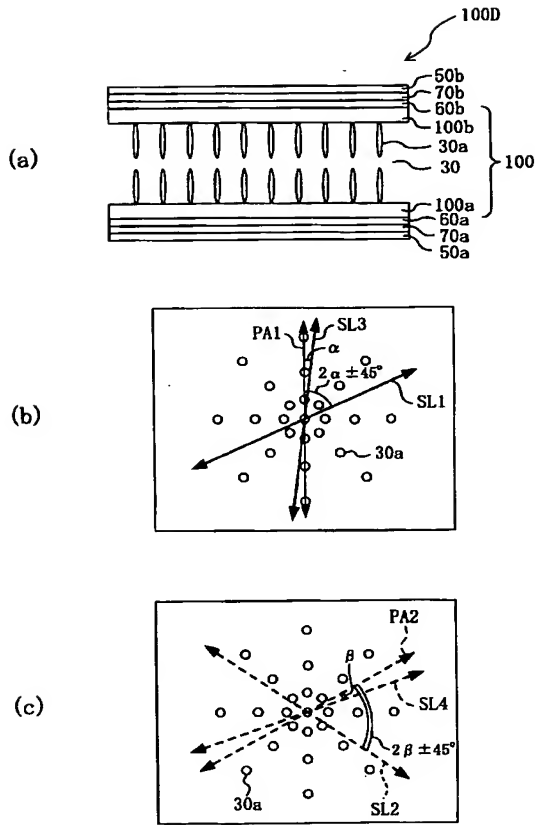 100D
50b
70b
60b
100b
(a)
30a
30
100
100a
60a
70a
50a
PA1
SL3
α
2α±45°
(b)
SL1
30a
PA2
β
(c)
SL4
2β±45°
30a
SL2